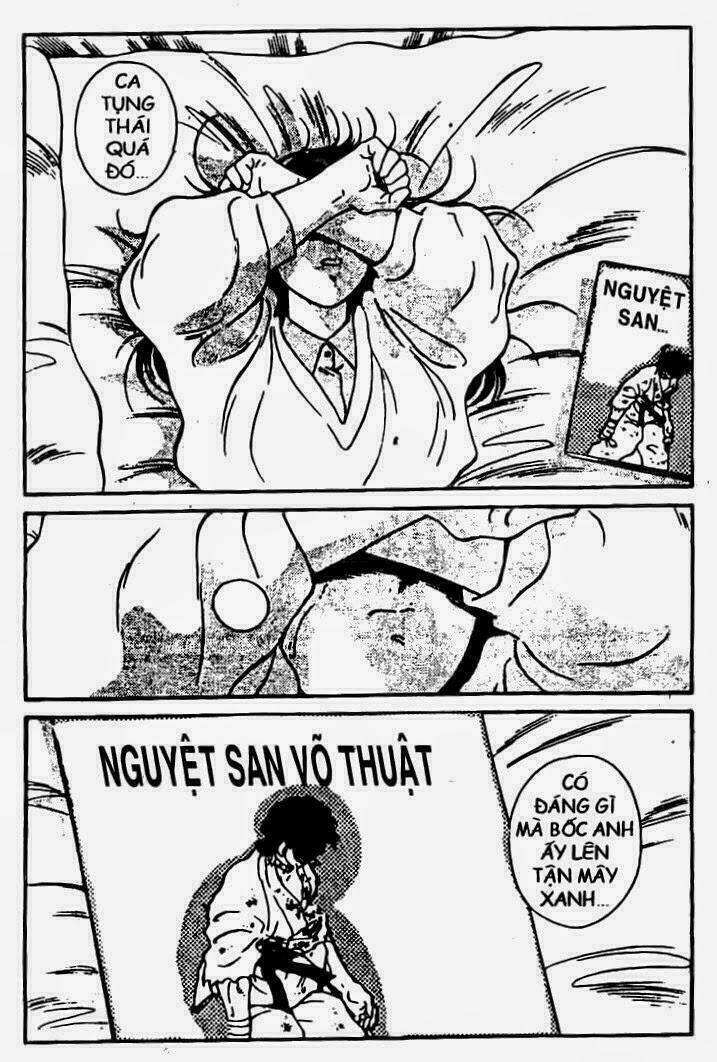 CA
TỤNG
THÁI
QUÁ
ĐÓ...
NGUYỆT
SAN...
NGUYỆT SAN VÕ THUẬT
CÓ
ĐÁNG GÌ
MÀ BỐC ANH
ẤY LÊN
TẬN MÂY
XANH...